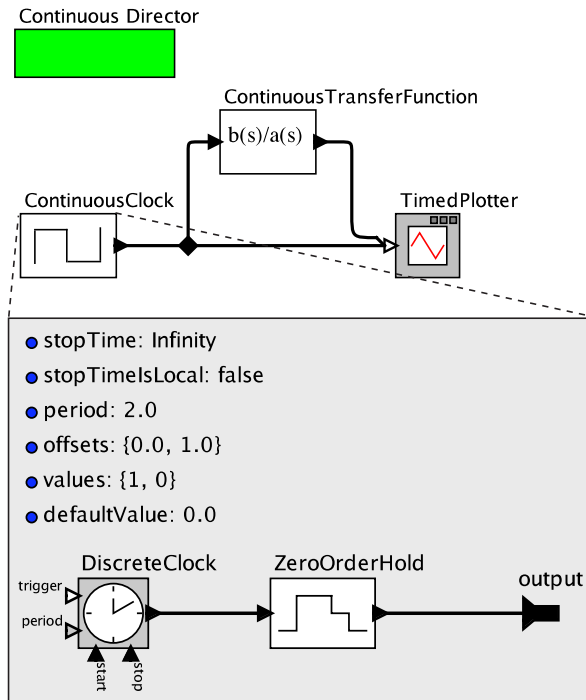 Continuous Director
ContinuousTransferFunction
b(s)/a(s)
ContinuousClock
TimedPlotter
stopTime: Infinity
stopTimeIsLocal: false
period: 2.0
offsets: {0.0, 1.0}
values: {1, 0}
defaultValue: 0.0
DiscreteClock
ZeroOrderHold
output
trigger
period
start
stop